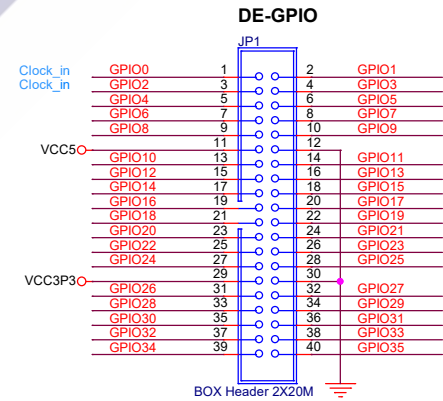 DE-GPIO
JP1
Clock_in GPIO0 1 2 GPIO1
Clock_in GPIO2 3 4 GPIO3
GPIO4 5 6 GPIO5
GPIO6 7 8 GPIO7
GPIO8 9 10 GPIO9
VCC5 11 12
GPIO10 13 14 GPIO11
GPIO12 15 16 GPIO13
GPIO14 17 18 GPIO15
GPIO16 19 20 GPIO17
GPIO18 21 22 GPIO19
GPIO20 23 24 GPIO21
GPIO22 25 26 GPIO23
GPIO24 27 28 GPIO25
VCC3P3 29 30
GPIO26 31 32 GPIO27
GPIO28 33 34 GPIO29
GPIO30 35 36 GPIO31
GPIO32 37 38 GPIO33
GPIO34 39 40 GPIO35
BOX Header 2X20M